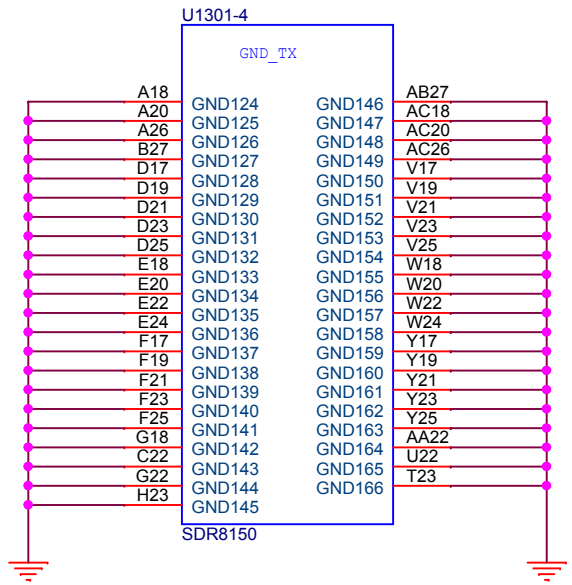 U1301-4
GND_TX
A18 GND124 GND146 AB27
A20 GND125 GND147 AC18
A26 GND126 GND148 AC20
B27 GND127 GND149 AC26
D17 GND128 GND150 V17
D19 GND129 GND151 V19
D21 GND130 GND152 V21
D23 GND131 GND153 V23
D25 GND132 GND154 V25
E18 GND133 GND155 W18
E20 GND134 GND156 W20
E22 GND135 GND157 W22
E24 GND136 GND158 W24
F17 GND137 GND159 Y17
F19 GND138 GND160 Y19
F21 GND139 GND161 Y21
F23 GND140 GND162 Y23
F25 GND141 GND163 Y25
G18 GND142 GND164 AA22
C22 GND143 GND165 U22
G22 GND144 GND166 T23
H23 GND145
SDR8150